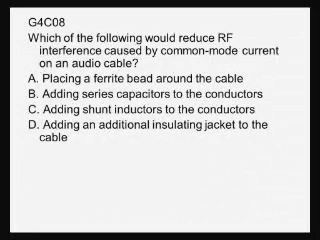 G4C08
Which of the following would reduce RF
interference caused by common-mode current
on an audio cable?
A. Placing a ferrite bead around the cable
B. Adding series capacitors to the conductors
C. Adding shunt inductors to the conductors
D. Adding an additional insulating jacket to the
cable